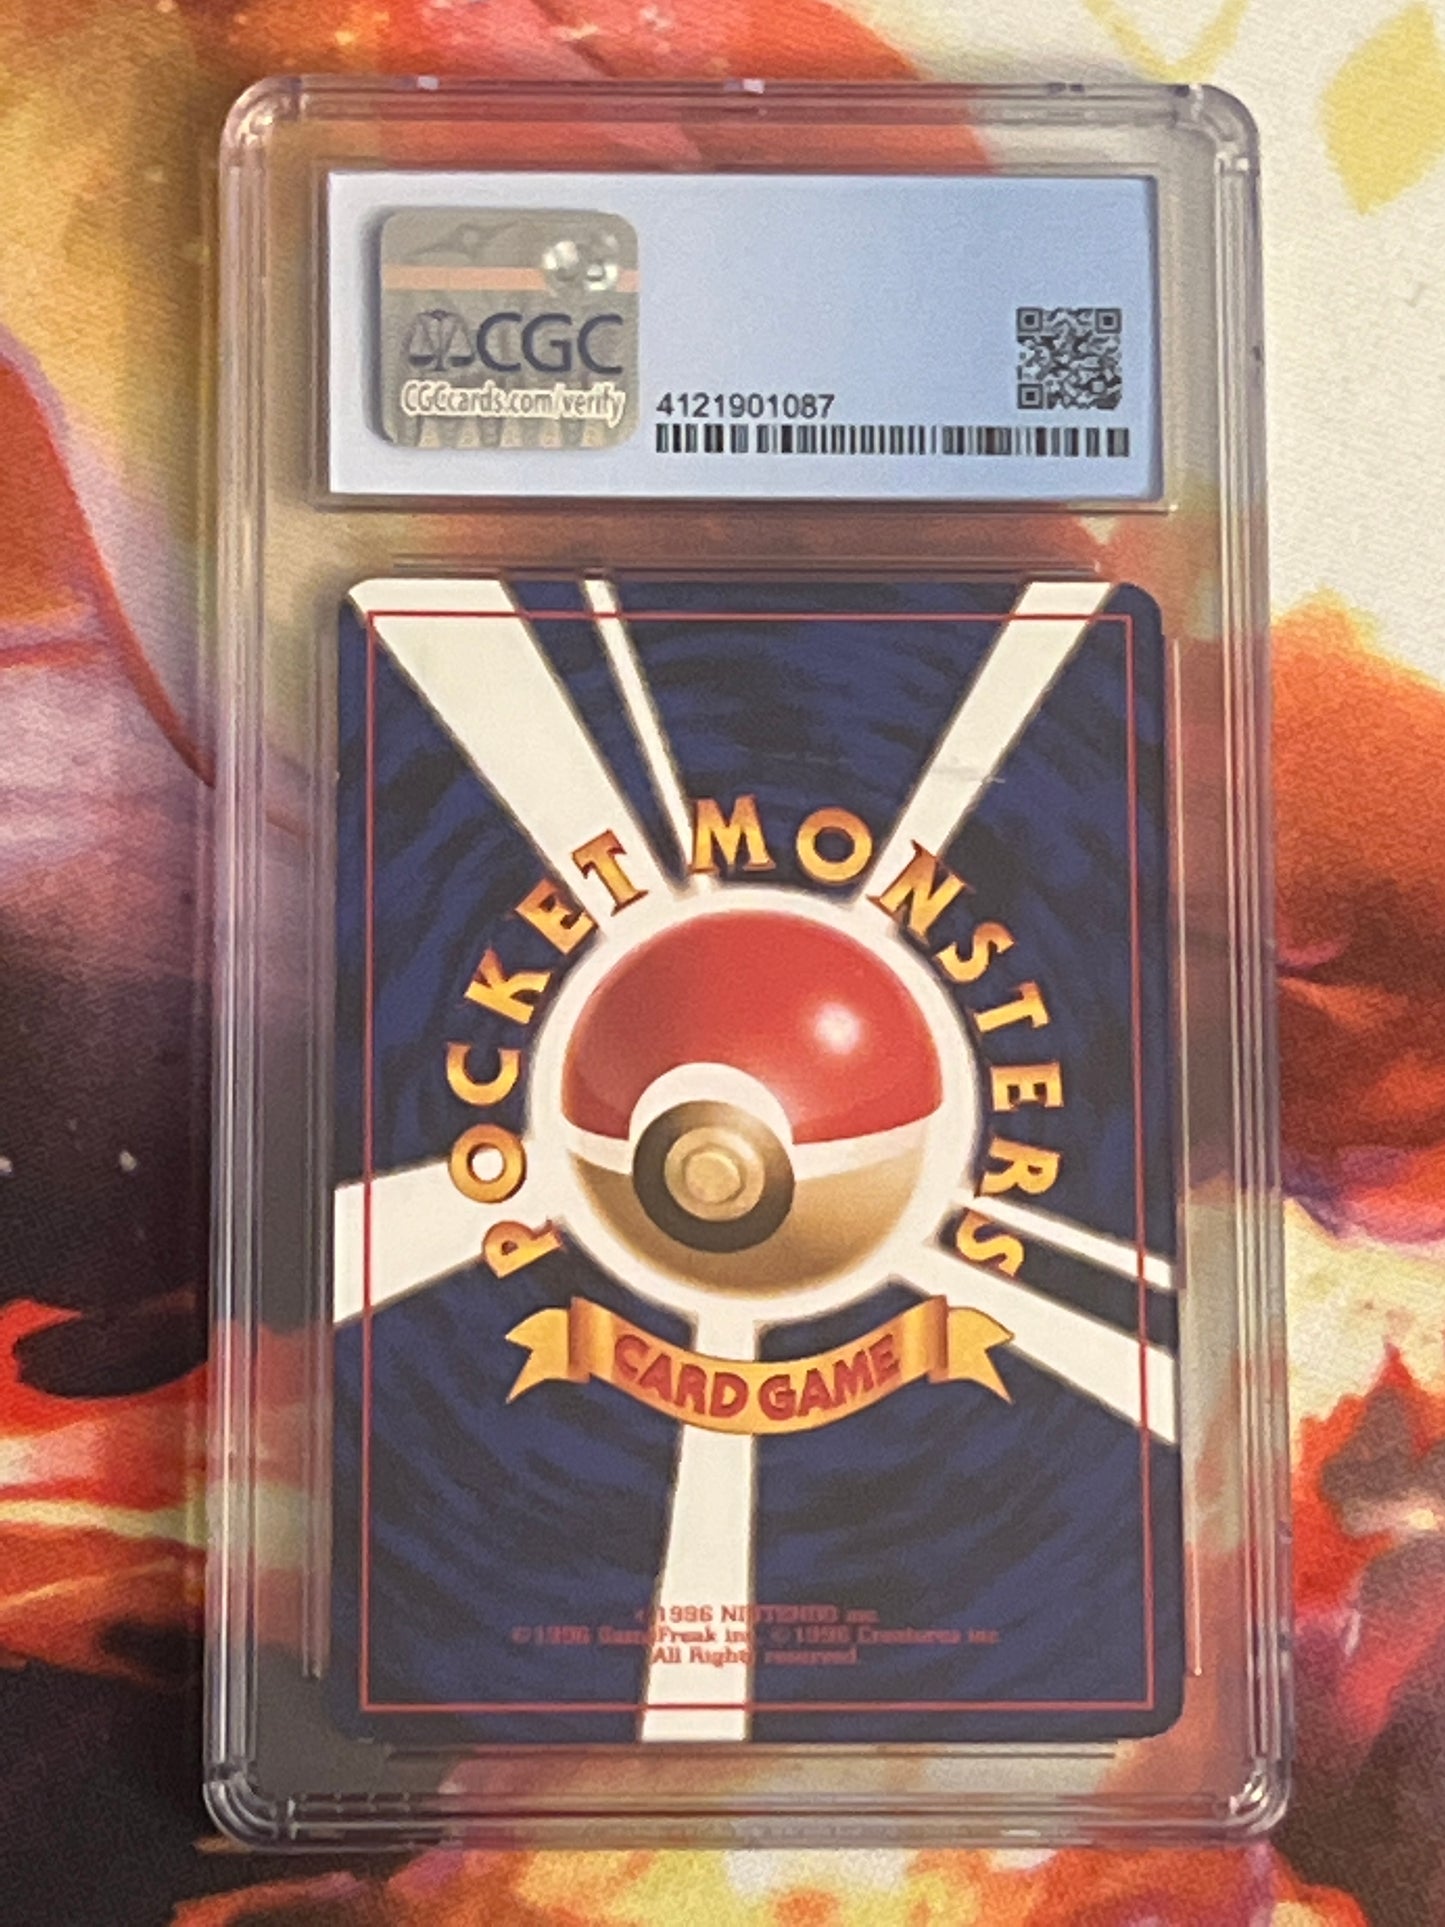 CGC
CGCcards.com/verify
4121901087
POCKET MONSTERS
CARD GAME
©1996 NINTENDO inc.
©1996 GameFreak inc. ©1996 Creatures inc.
All Rights reserved.